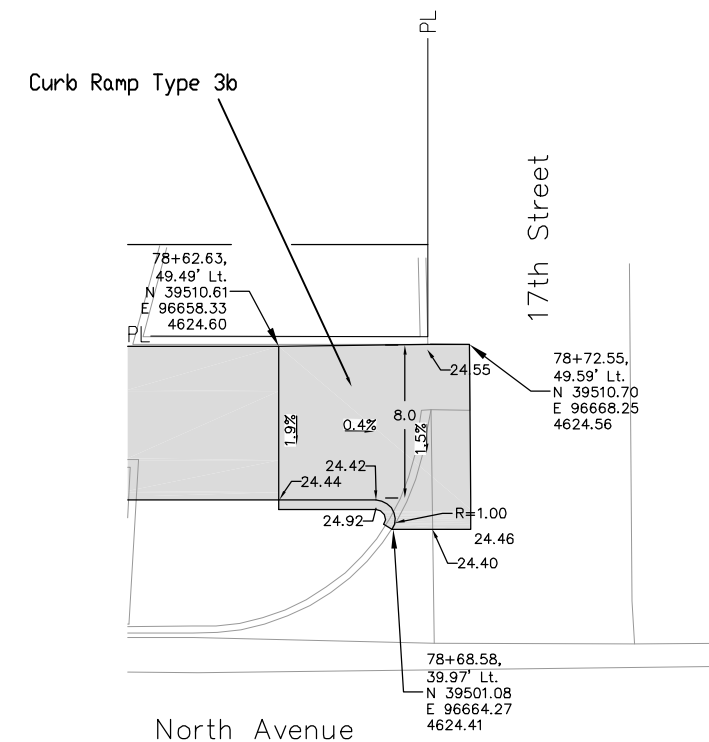 PL
Curb Ramp Type 3b
17th Street
78+62.63,
49.49' Lt.
N 39510.61
E 96658.33
4624.60
PL
24.55
78+72.55,
49.59' Lt.
N 39510.70
E 96668.25
4624.56
1.9%
0.4%
8.0
1.5%
24.42
24.44
24.92
R=1.00
24.46
24.40
78+68.58,
39.97' Lt.
N 39501.08
E 96664.27
4624.41
North Avenue